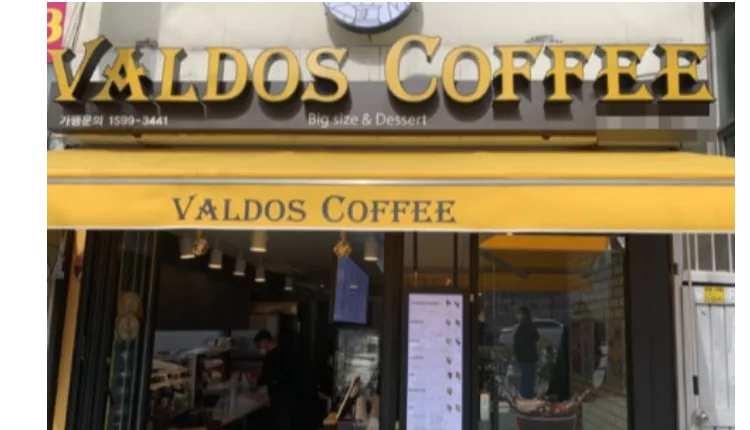 VALDOS COFFEE
가맹문의 1599-3441
Big size & Dessert
VALDOS COFFEE